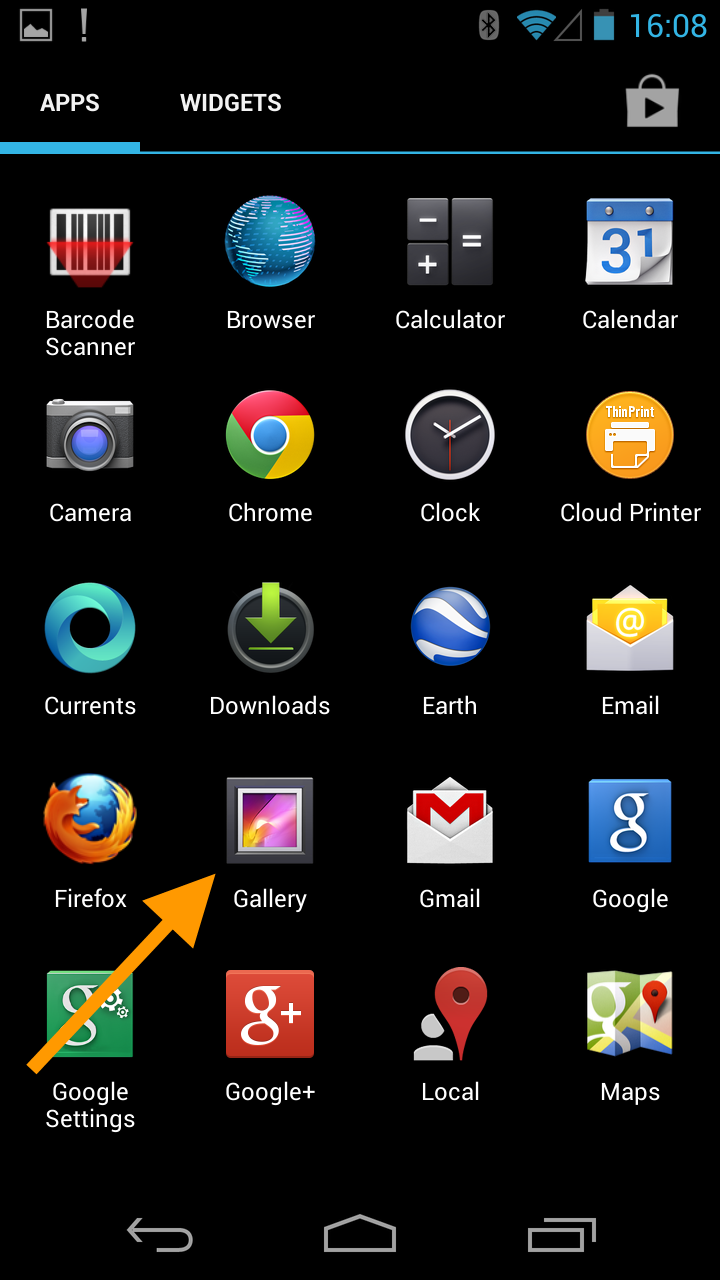 16:08
APPS WIDGETS
31
Barcode Scanner Browser Calculator Calendar
ThinPrint
Camera Chrome Clock Cloud Printer
@
Currents Downloads Earth Email
g
Firefox Gallery Gmail Google
g g+ g
Google Settings Google+ Local Maps